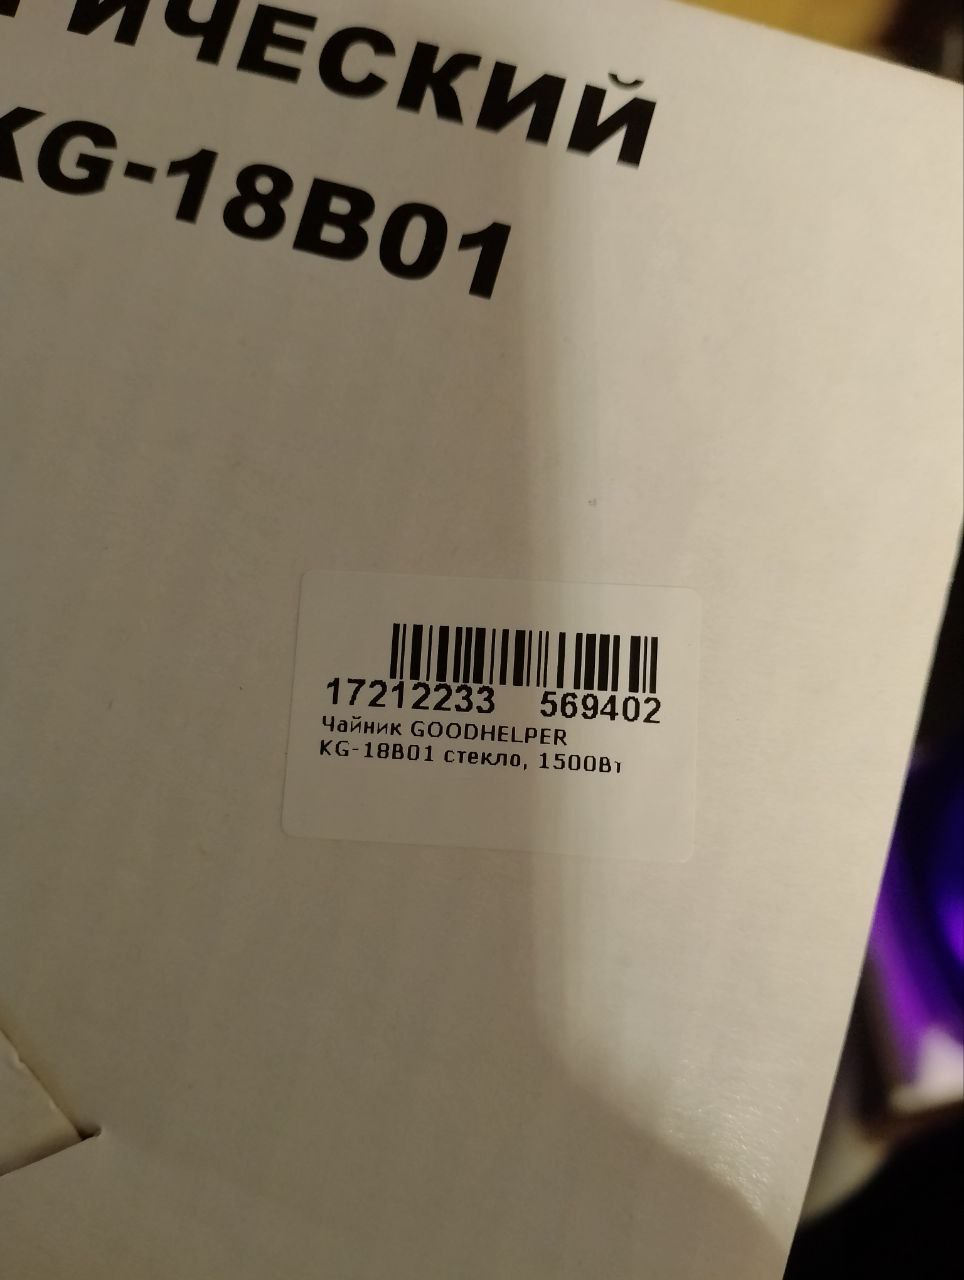 ИЧЕСКИЙ
KG-18B01
17212233 569402
Чайник GOODHELPER
KG-18B01 стекло, 1500Вт